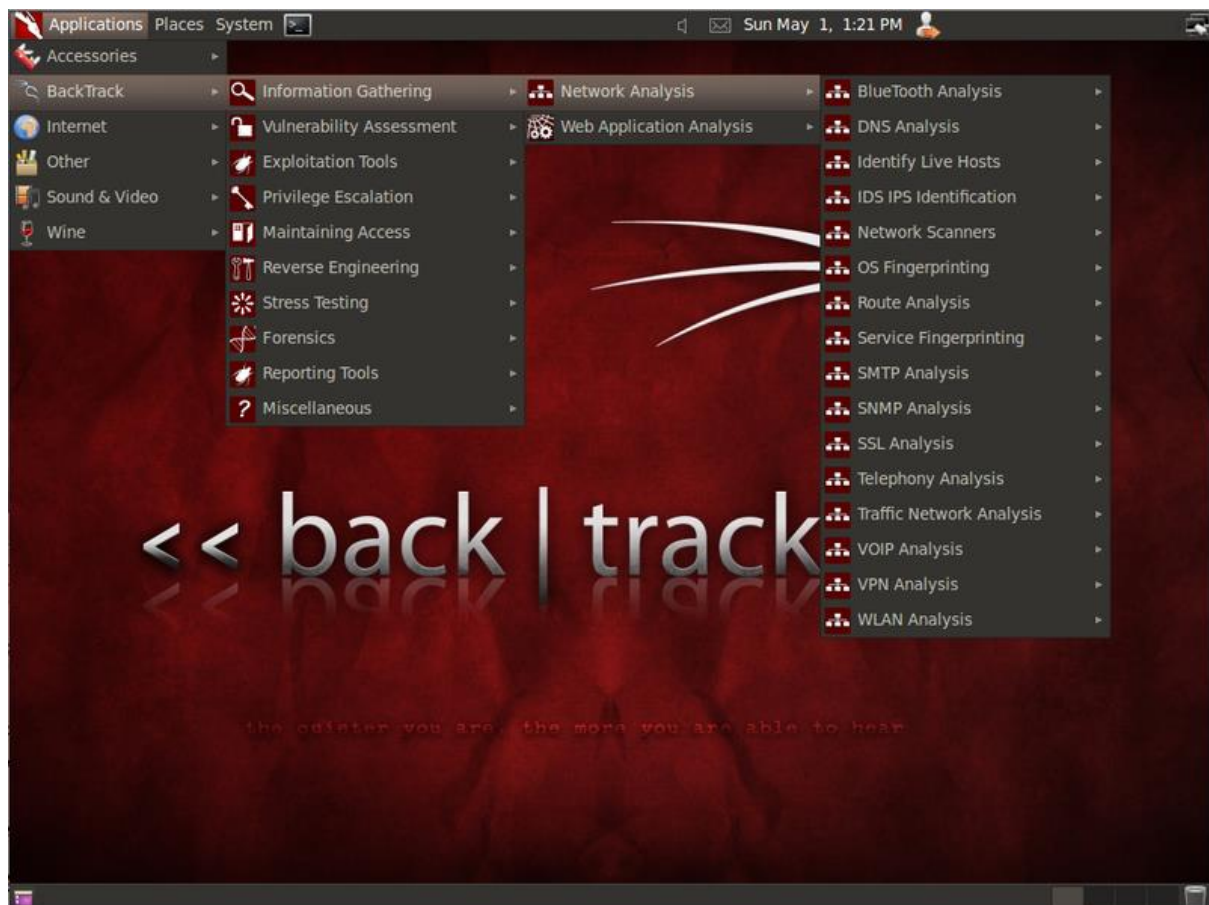 Applications Places System Sun May 1, 1:21 PM
Accessories
BackTrack
Internet
Other
Sound & Video
Wine
Information Gathering
Vulnerability Assessment
Exploitation Tools
Privilege Escalation
Maintaining Access
Reverse Engineering
Stress Testing
Forensics
Reporting Tools
Miscellaneous
Network Analysis
Web Application Analysis
BlueTooth Analysis
DNS Analysis
Identify Live Hosts
IDS IPS Identification
Network Scanners
OS Fingerprinting
Route Analysis
Service Fingerprinting
SMTP Analysis
SNMP Analysis
SSL Analysis
Telephony Analysis
Traffic Network Analysis
VOIP Analysis
VPN Analysis
WLAN Analysis
<< back | track
the quieter you are, the more you are able to hear